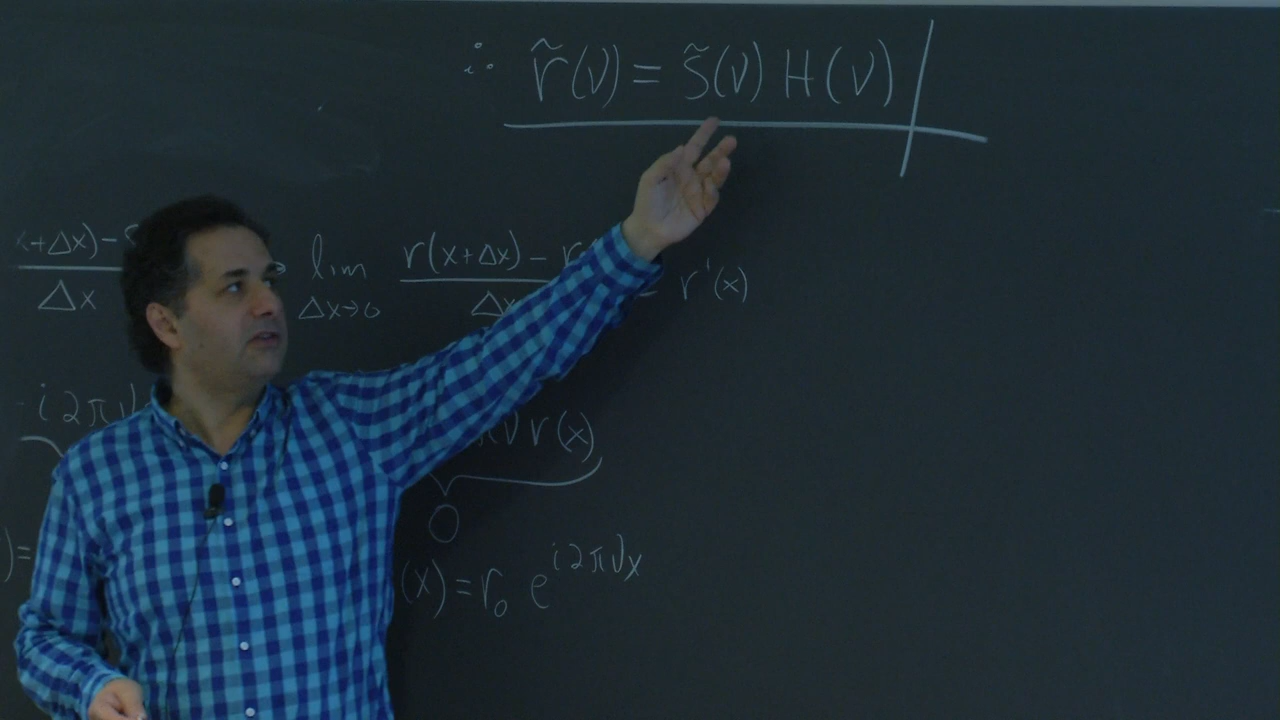 ∴ r̃(ν) = s̃(ν) H(ν)
+Δx) - lim r(x+Δx) - r = r'(x)
Δx Δx→0 Δx
i2πν ν r(x)
0
)= (x) = r₀ e^{i2πνx}